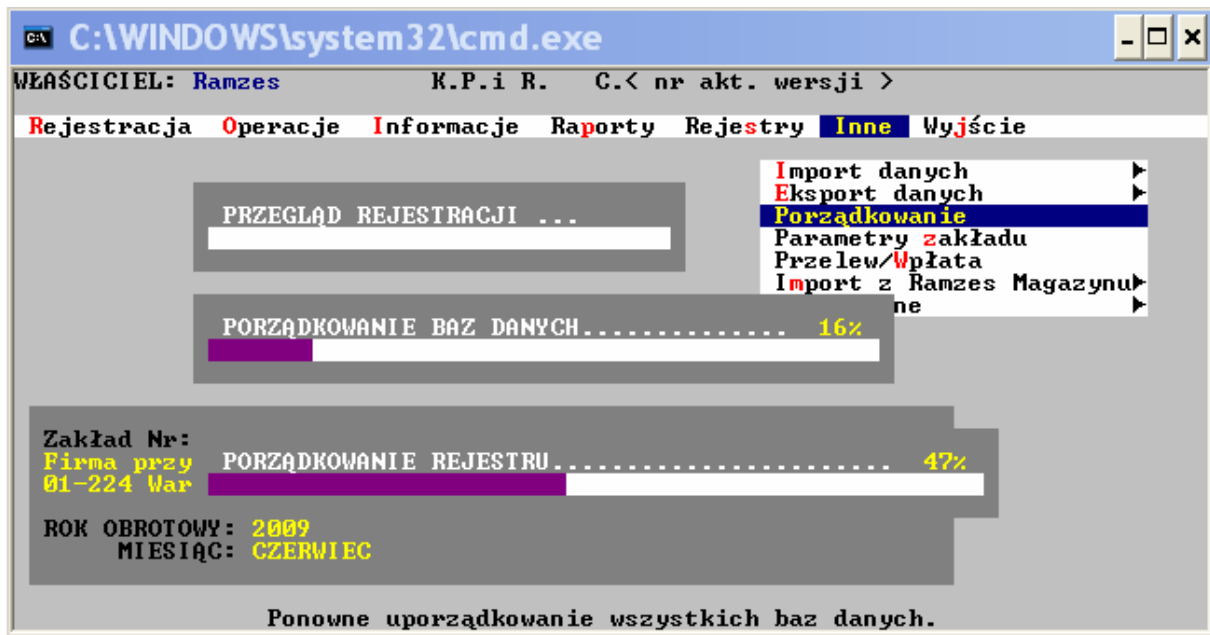 C:\WINDOWS\system32\cmd.exe
WŁAŚCICIEL: Ramzes K.P.i R. C.< nr akt. wersji >
Rejestracja Operacje Informacje Raporty Rejestry Inne Wyjście
Import danych
Eksport danych
Porządkowanie
Parametry zakładu
Przelew/Wpłata
Import z Ramzes Magazynu
ne
PRZEGLĄD REJESTRACJI ...
PORZĄDKOWANIE BAZ DANYCH.............. 16%
Zakład Nr:
Firma przy
01-224 War
PORZĄDKOWANIE REJESTRU....................... 47%
ROK OBROTOWY: 2009
MIESIĄC: CZERWIEC
Ponowne uporządkowanie wszystkich baz danych.